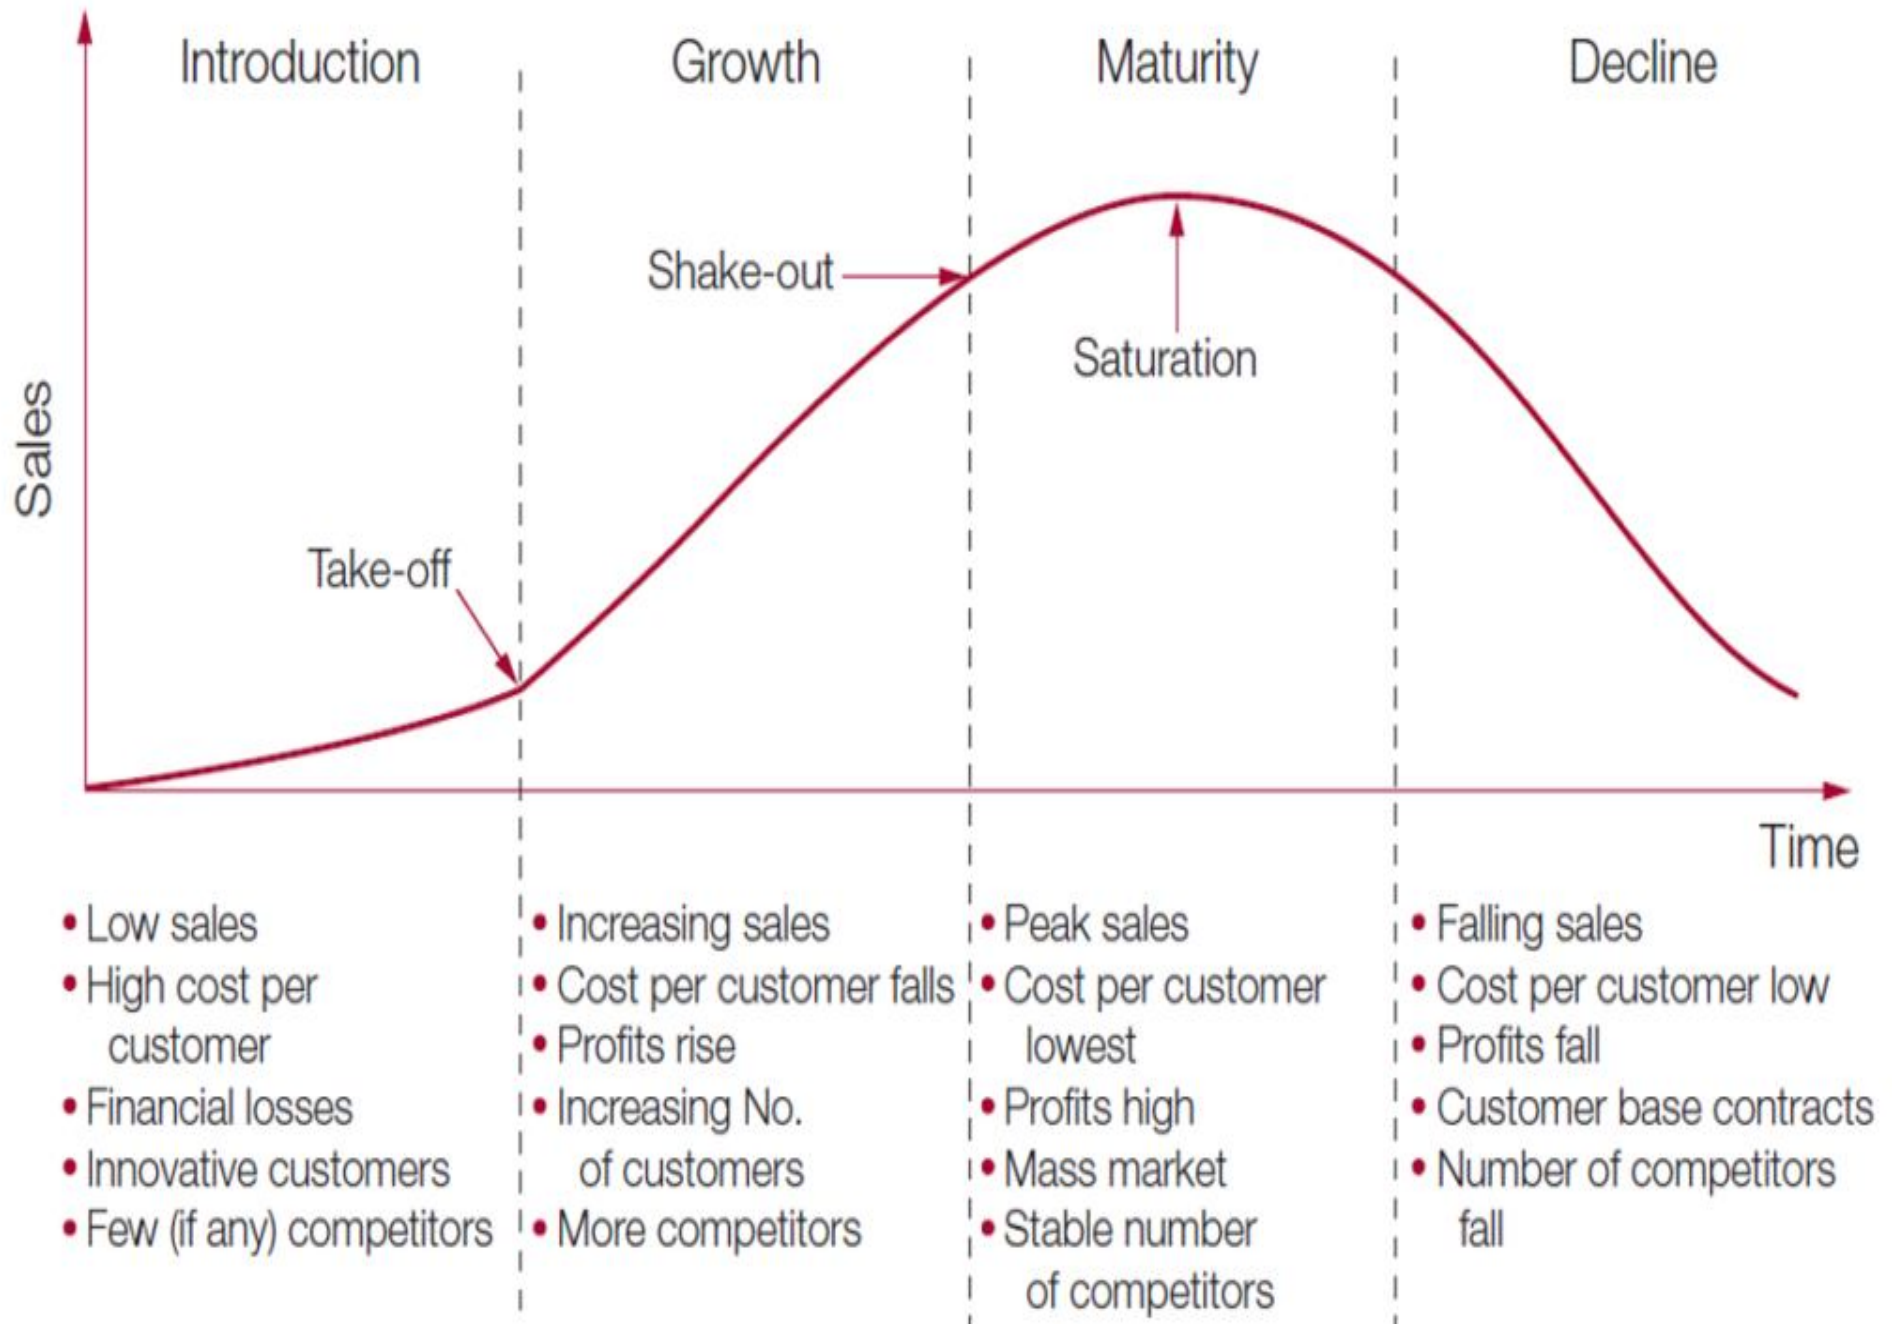 Introduction
Growth
Maturity
Decline
Shake-out
Saturation
Take-off
Sales
Time
• Low sales
• High cost per
customer
• Financial losses
• Innovative customers
• Few (if any) competitors
• Increasing sales
• Cost per customer falls
• Profits rise
• Increasing No.
of customers
• More competitors
• Peak sales
• Cost per customer
lowest
• Profits high
• Mass market
• Stable number
of competitors
• Falling sales
• Cost per customer low
• Profits fall
• Customer base contracts
• Number of competitors
fall